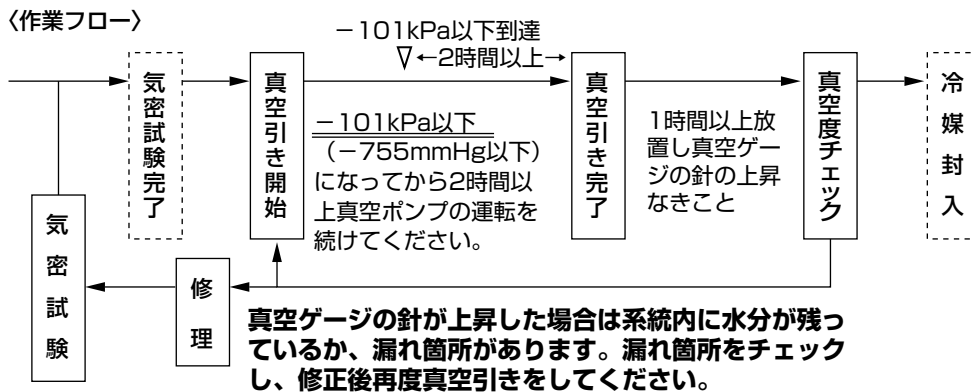 〈作業フロー〉
－101kPa以下到達
▽←2時間以上→
気密試験完了
真空引き開始
－101kPa以下
（－755mmHg以下）
になってから2時間以
上真空ポンプの運転を
続けてください。
真空引き完了
1時間以上放
置し真空ゲー
ジの針の上昇
なきこと
真空度チェック
冷媒封入
気密試験
修理
真空ゲージの針が上昇した場合は系統内に水分が残っ
ているか、漏れ箇所があります。漏れ箇所をチェック
し、修正後再度真空引きをしてください。